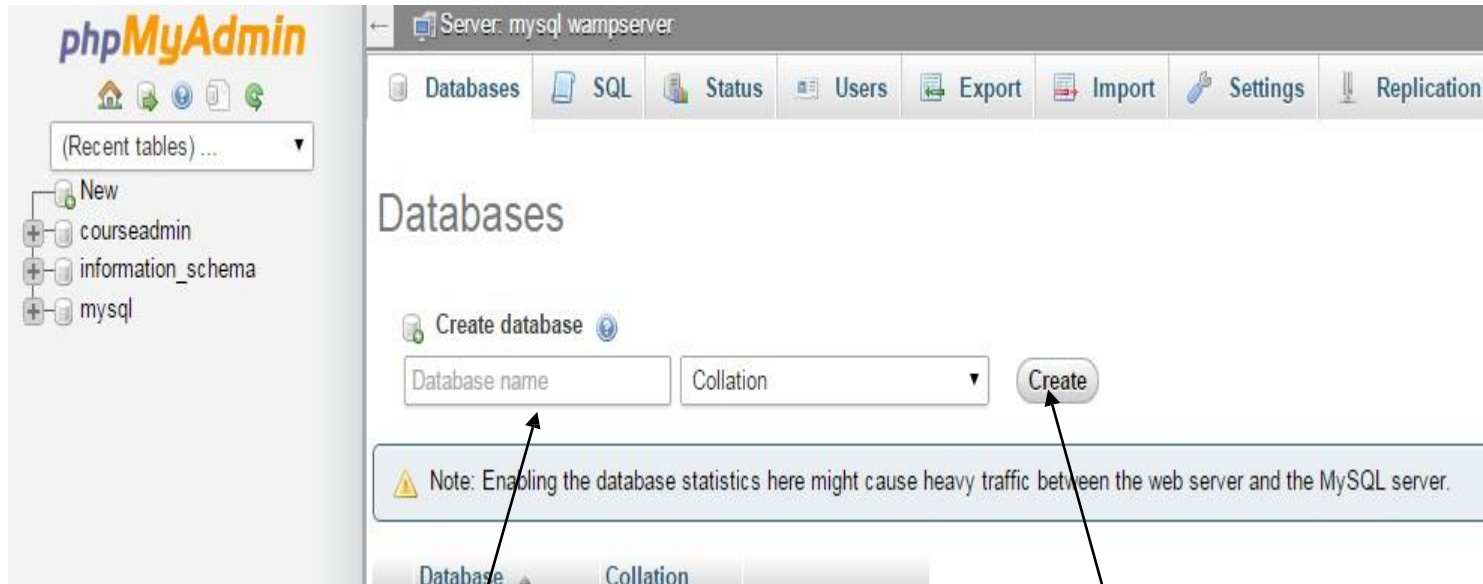 phpMyAdmin
(Recent tables) ...
New
courseadmin
information_schema
mysql
Server: mysql wampserver
Databases SQL Status Users Export Import Settings Replication
Databases
Create database
Database name Collation Create
Note: Enabling the database statistics here might cause heavy traffic between the web server and the MySQL server.
Database Collation